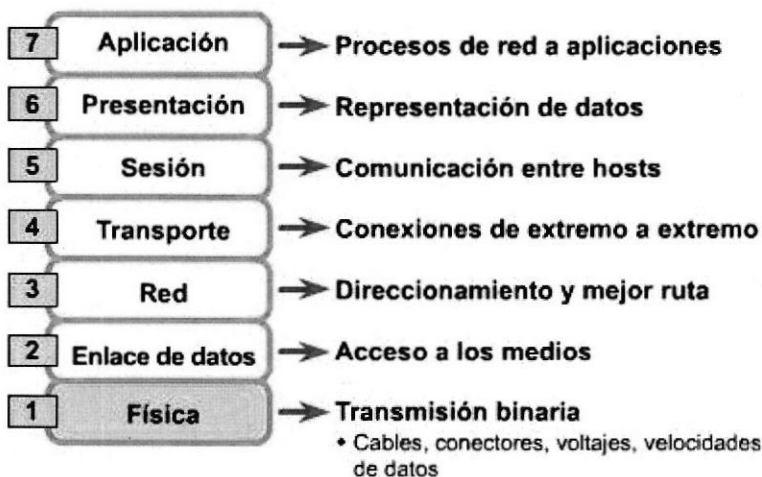 7 Aplicación Procesos de red a aplicaciones
6 Presentación Representación de datos
5 Sesión Comunicación entre hosts
4 Transporte Conexiones de extremo a extremo
3 Red Direccionamiento y mejor ruta
2 Enlace de datos Acceso a los medios
1 Física Transmisión binaria
• Cables, conectores, voltajes, velocidades
de datos